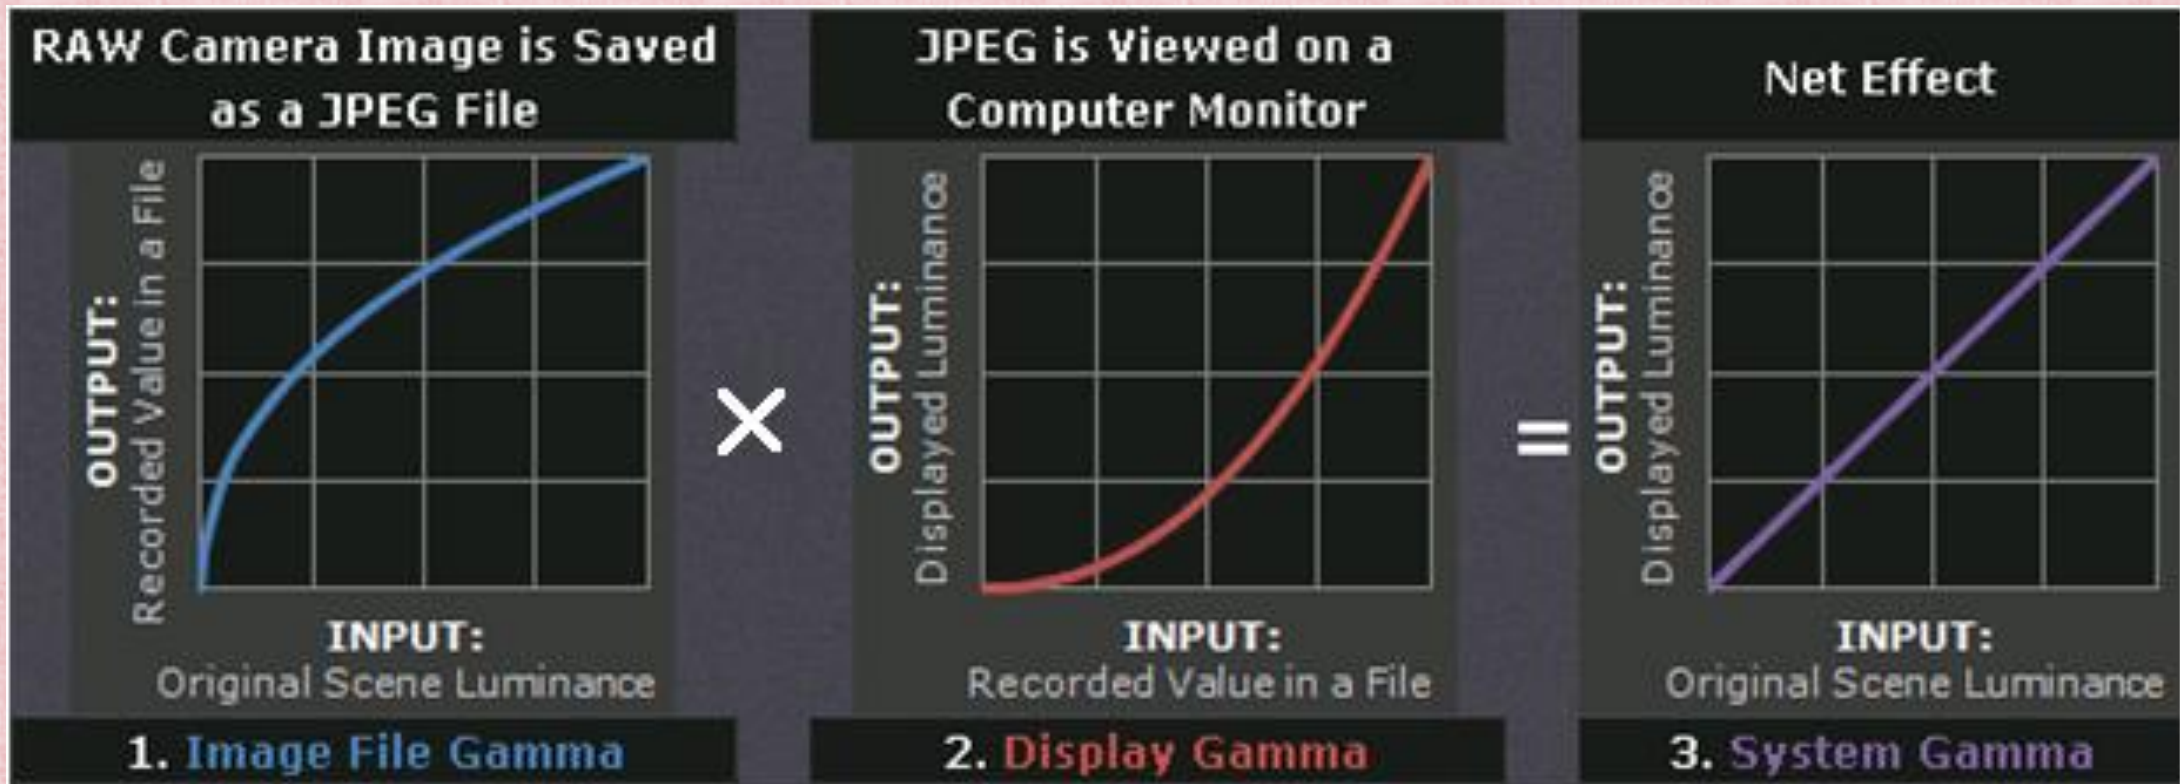 RAW Camera Image is Saved
as a JPEG File
OUTPUT:
Recorded Value in a File
INPUT:
Original Scene Luminance
1. Image File Gamma
×
JPEG is Viewed on a
Computer Monitor
OUTPUT:
Displayed Luminance
INPUT:
Recorded Value in a File
2. Display Gamma
=
Net Effect
OUTPUT:
Displayed Luminance
INPUT:
Original Scene Luminance
3. System Gamma